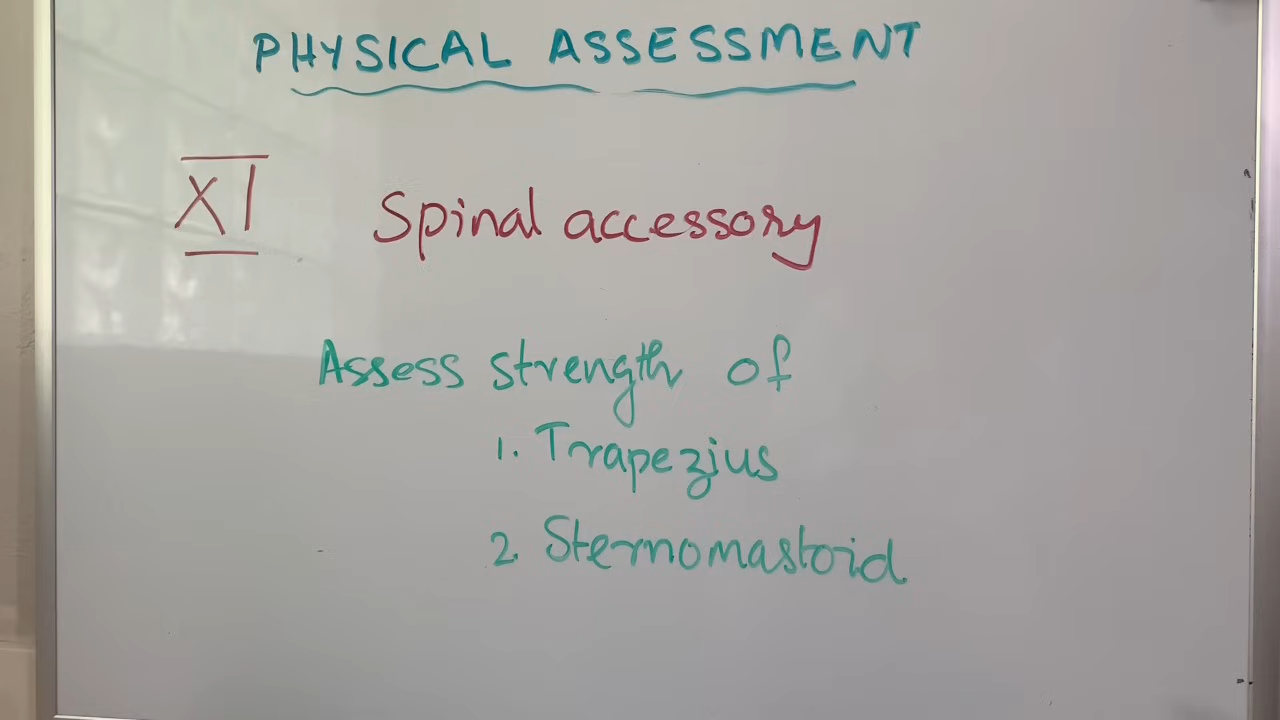 PHYSICAL ASSESSMENT
XI Spinal accessory
Assess strength of
1. Trapezius
2. Sternomastoid